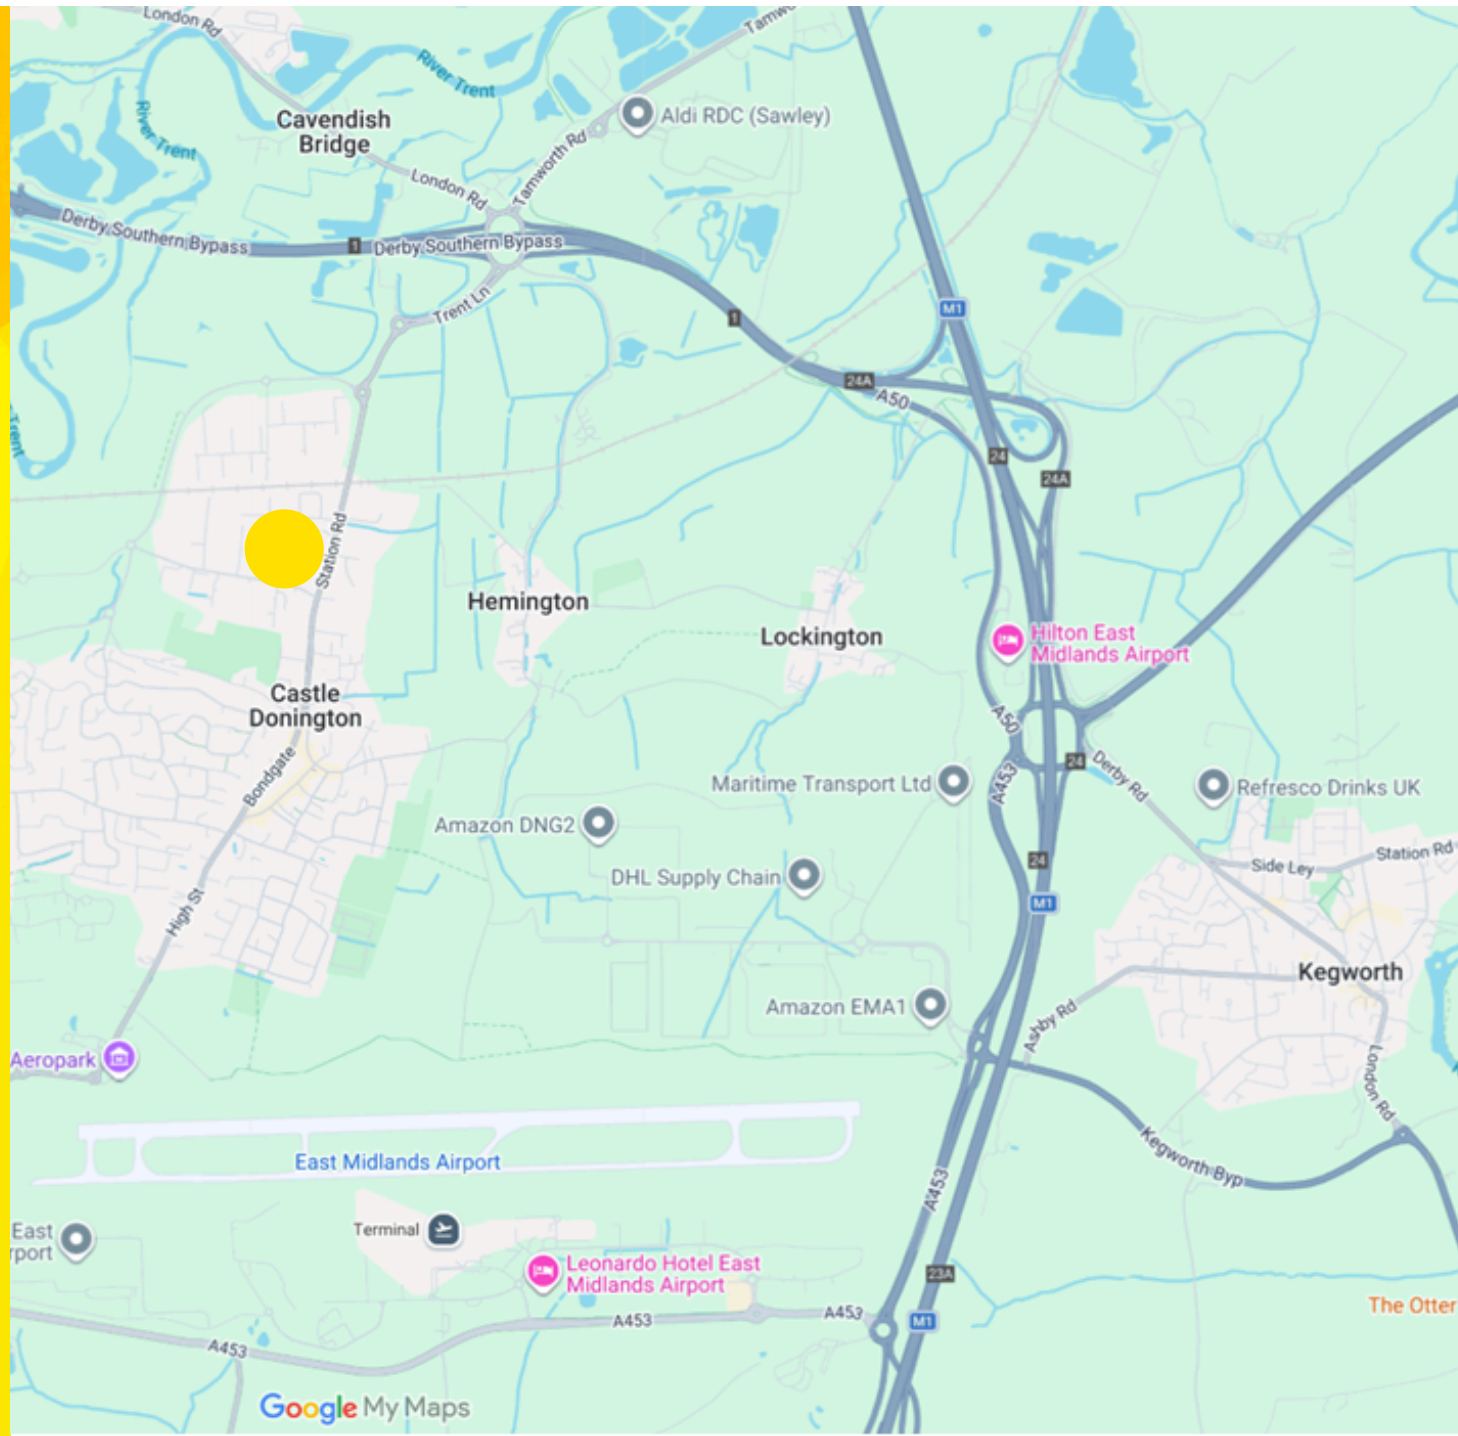 London Rd
Tamwo
River Trent
River Trent
Cavendish
Bridge
Aldi RDC (Sawley)
Tamworth Rd
London Rd
Derby Southern Bypass
1
Derby Southern Bypass
Trent Ln
1
M1
24A
A50
Trent
24
24A
Station Rd
Hemington
Lockington
Hilton East
Midlands Airport
Castle
Donington
A50
Bondgate
24
Derby Rd
Maritime Transport Ltd
A453
Refresco Drinks UK
Amazon DNG2
DHL Supply Chain
24
Side Ley
Station Rd
M1
High St
Kegworth
Amazon EMA1
Ashby Rd
Aeropark
London Rd
East Midlands Airport
Kegworth Byp
A453
East
rport
Terminal
Leonardo Hotel East
Midlands Airport
23A
The Otter
A453
A453
M1
A453
Google My Maps